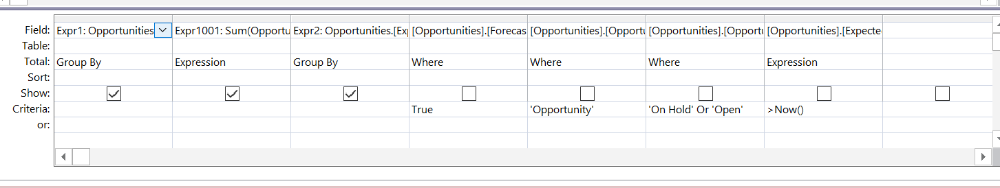 Field: Expr1: Opportunities Expr1001: Sum(Opportu Expr2: Opportunities.[Exp [Opportunities].[Forecas [Opportunities].[Opportu [Opportunities].[Opportu [Opportunities].[Expecte
Table:
Total: Group By Expression Group By Where Where Where Expression
Sort:
Show:
Criteria: True 'Opportunity' 'On Hold' Or 'Open' >Now()
or: